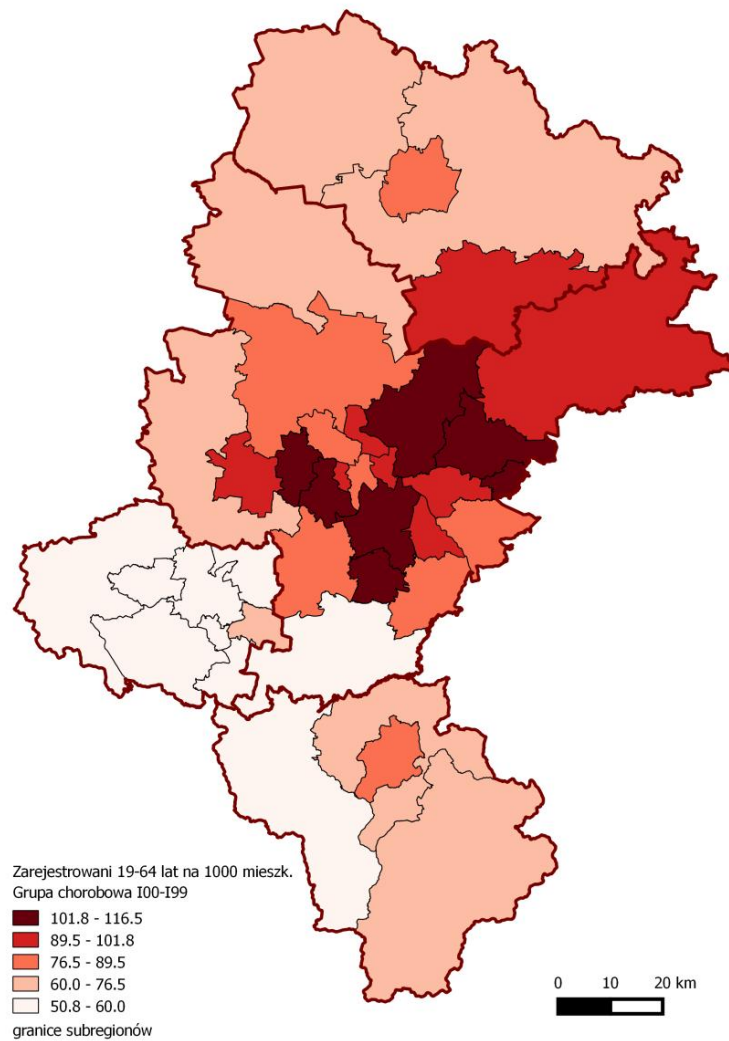 Zarejestrowani 19-64 lat na 1000 mieszk.
Grupa chorobowa I00-I99
101.8 - 116.5
89.5 - 101.8
76.5 - 89.5
60.0 - 76.5
50.8 - 60.0
granice subregionów
0 10 20 km